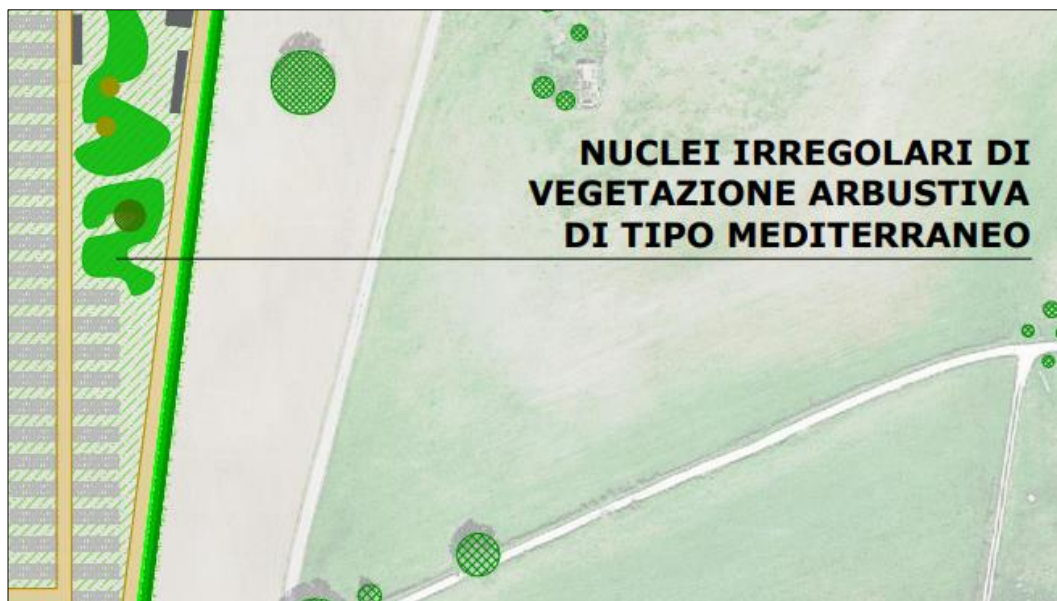 NUCLEI IRREGOLARI DI
VEGETAZIONE ARBUSTIVA
DI TIPO MEDITERRANEO